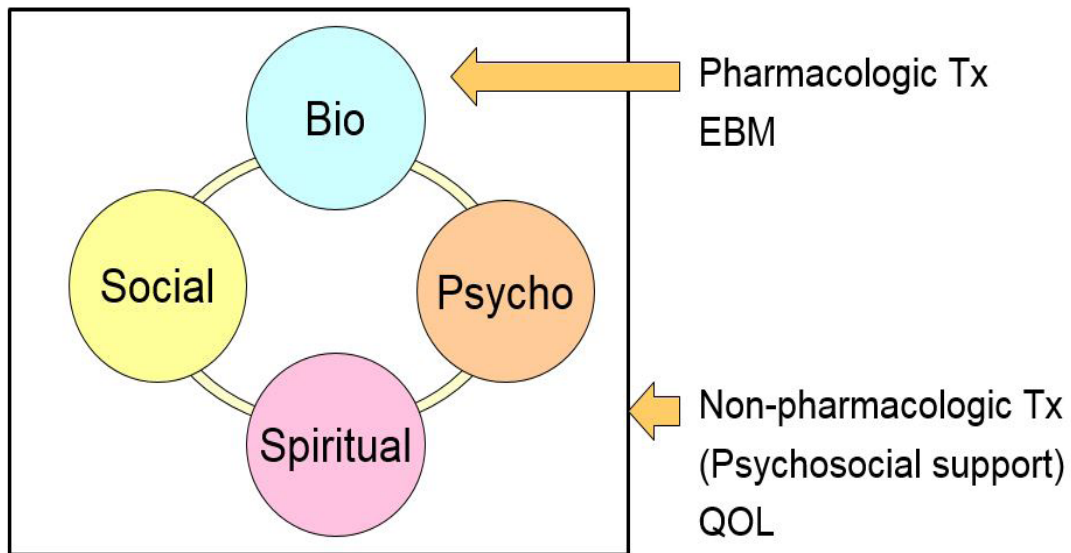 Bio
Pharmacologic Tx
EBM
Social
Psycho
Spiritual
Non-pharmacologic Tx
(Psychosocial support)
QOL